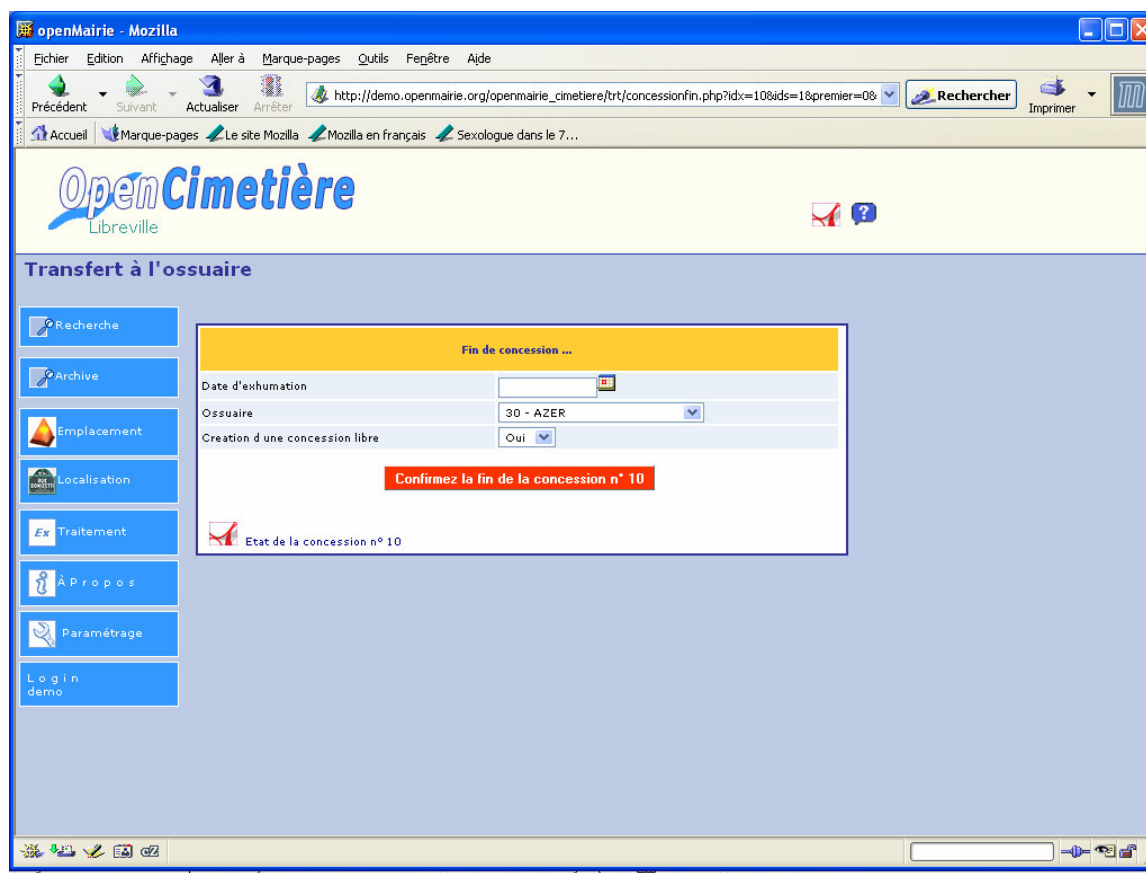 openMairie - Mozilla
Fichier Edition Affichage Aller à Marque-pages Outils Fenêtre Aide
Précédent Suivant Actualiser Arrêter http://demo.openmairie.org/openmairie_cimetiere/trt/concessionfin.php?idx=10&ids=1&premier=0& Rechercher Imprimer
Accueil Marque-pages Le site Mozilla Mozilla en français Sexologue dans le 7...
OpenCimetière
Libreville
Transfert à l'ossuaire
Recherche
Archive
Emplacement
Localisation
Ex Traitement
À Propos
Paramétrage
Login
demo
Fin de concession ...
Date d'exhumation
Ossuaire 30 - AZER
Creation d une concession libre Oui
Confirmez la fin de la concession n° 10
Etat de la concession n° 10